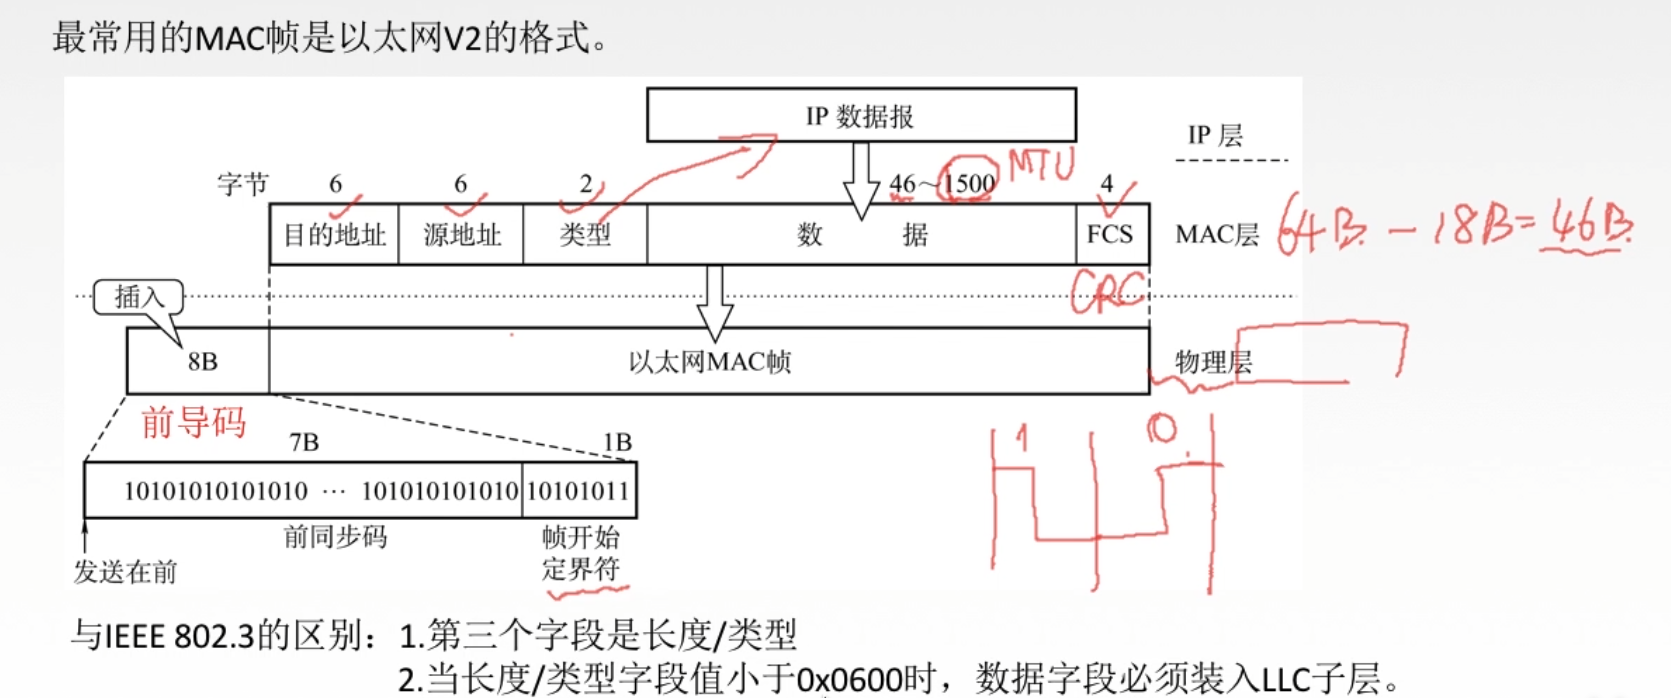 最常用的MAC帧是以太网V2的格式。
IP 数据报
IP 层
字节 6 6 2 46～1500 MTU 4
目的地址 源地址 类型 数 据 FCS MAC层 64B - 18B = 46B.
CRC
插入
8B 以太网MAC帧 物理层
前导码
7B 1B
1 0
10101010101010 ··· 101010101010 10101011
前同步码 帧开始
定界符
发送在前
与IEEE 802.3的区别：1.第三个字段是长度/类型
2.当长度/类型字段值小于0x0600时，数据字段必须装入LLC子层。